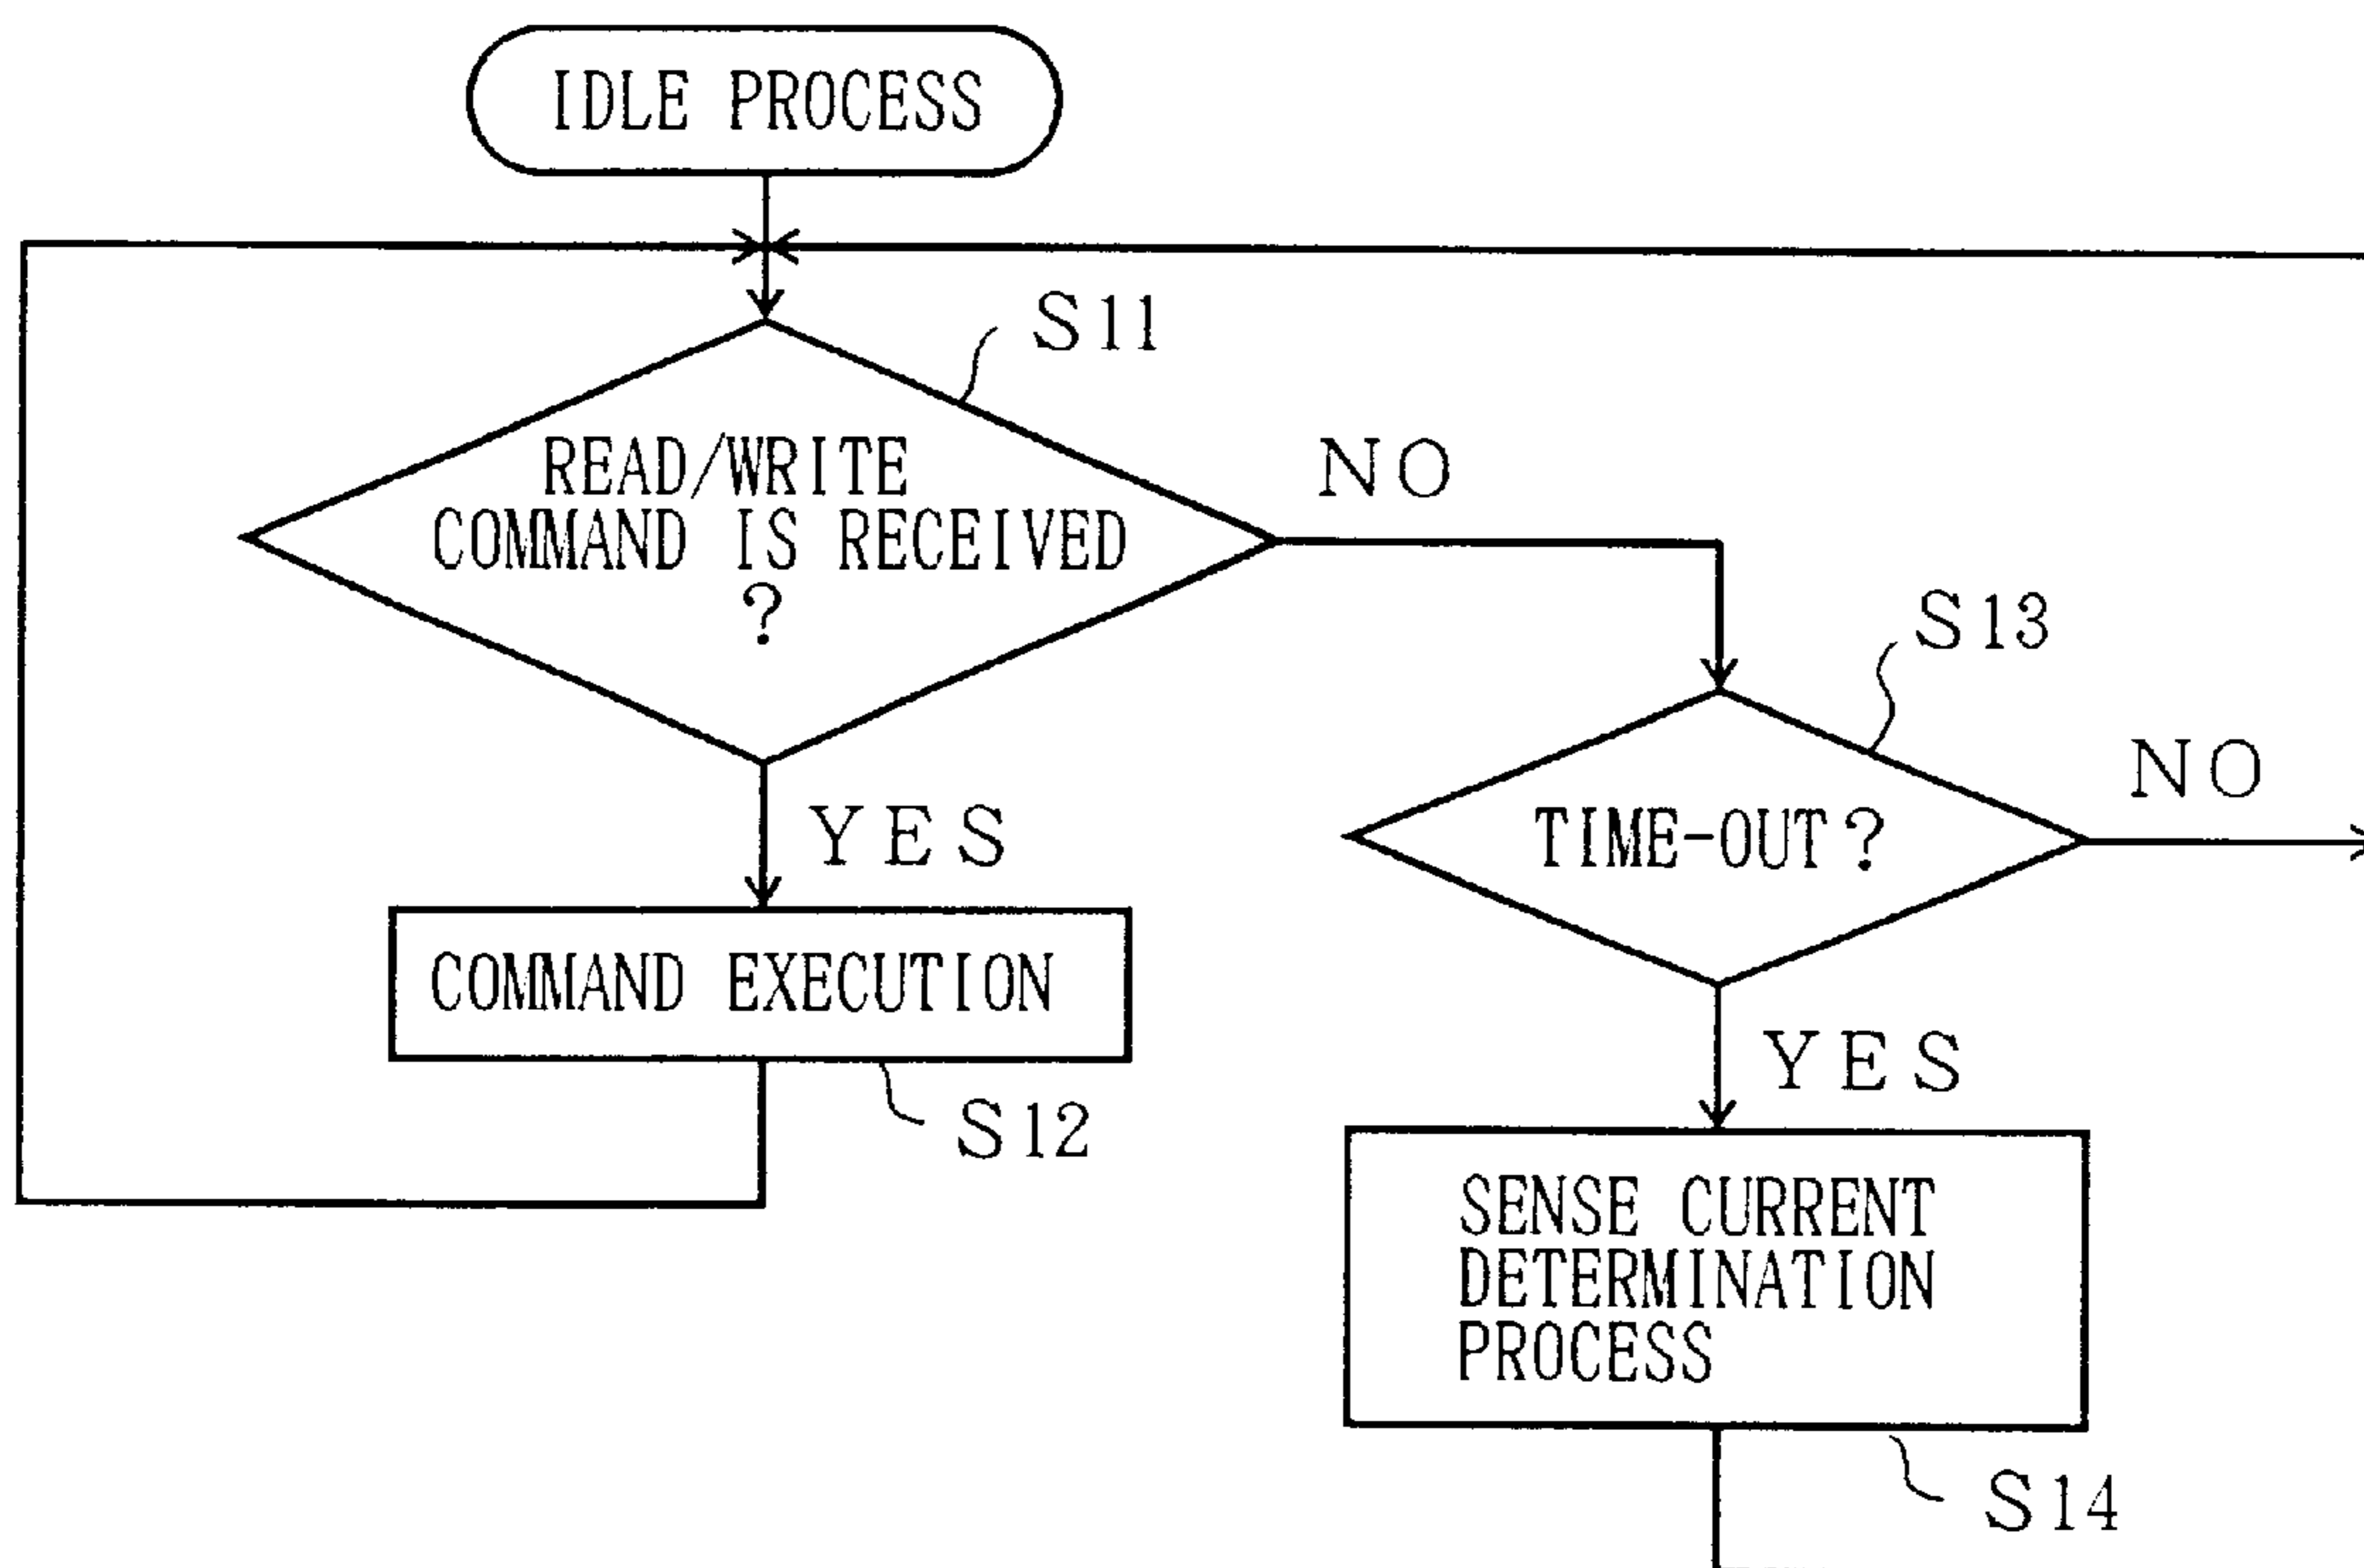 IDLE PROCESS
S11
READ/WRITE
COMMAND IS RECEIVED
?
NO
S13
TIME-OUT?
NO
YES
COMMAND EXECUTION
S12
YES
SENSE CURRENT
DETERMINATION
PROCESS
S14